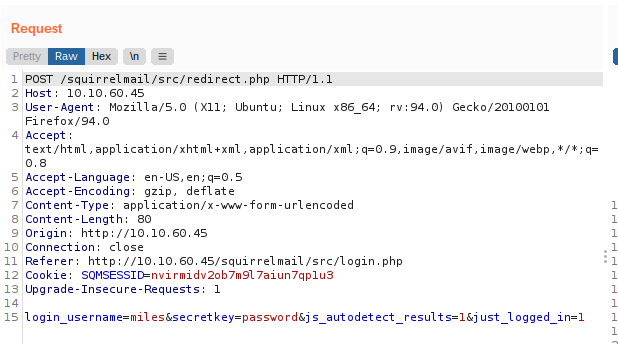 Request
Pretty Raw Hex \n ≡
1 POST /squirrelmail/src/redirect.php HTTP/1.1
2 Host: 10.10.60.45
3 User-Agent: Mozilla/5.0 (X11; Ubuntu; Linux x86_64; rv:94.0) Gecko/20100101
Firefox/94.0
4 Accept:
text/html,application/xhtml+xml,application/xml;q=0.9,image/avif,image/webp,*/*;q=
0.8
5 Accept-Language: en-US,en;q=0.5
6 Accept-Encoding: gzip, deflate
7 Content-Type: application/x-www-form-urlencoded
8 Content-Length: 80
9 Origin: http://10.10.60.45
10 Connection: close
11 Referer: http://10.10.60.45/squirrelmail/src/login.php
12 Cookie: SQMSESSID=nvirmidv2ob7m9l7aiun7qp1u3
13 Upgrade-Insecure-Requests: 1
14
15 login_username=miles&secretkey=password&js_autodetect_results=1&just_logged_in=1